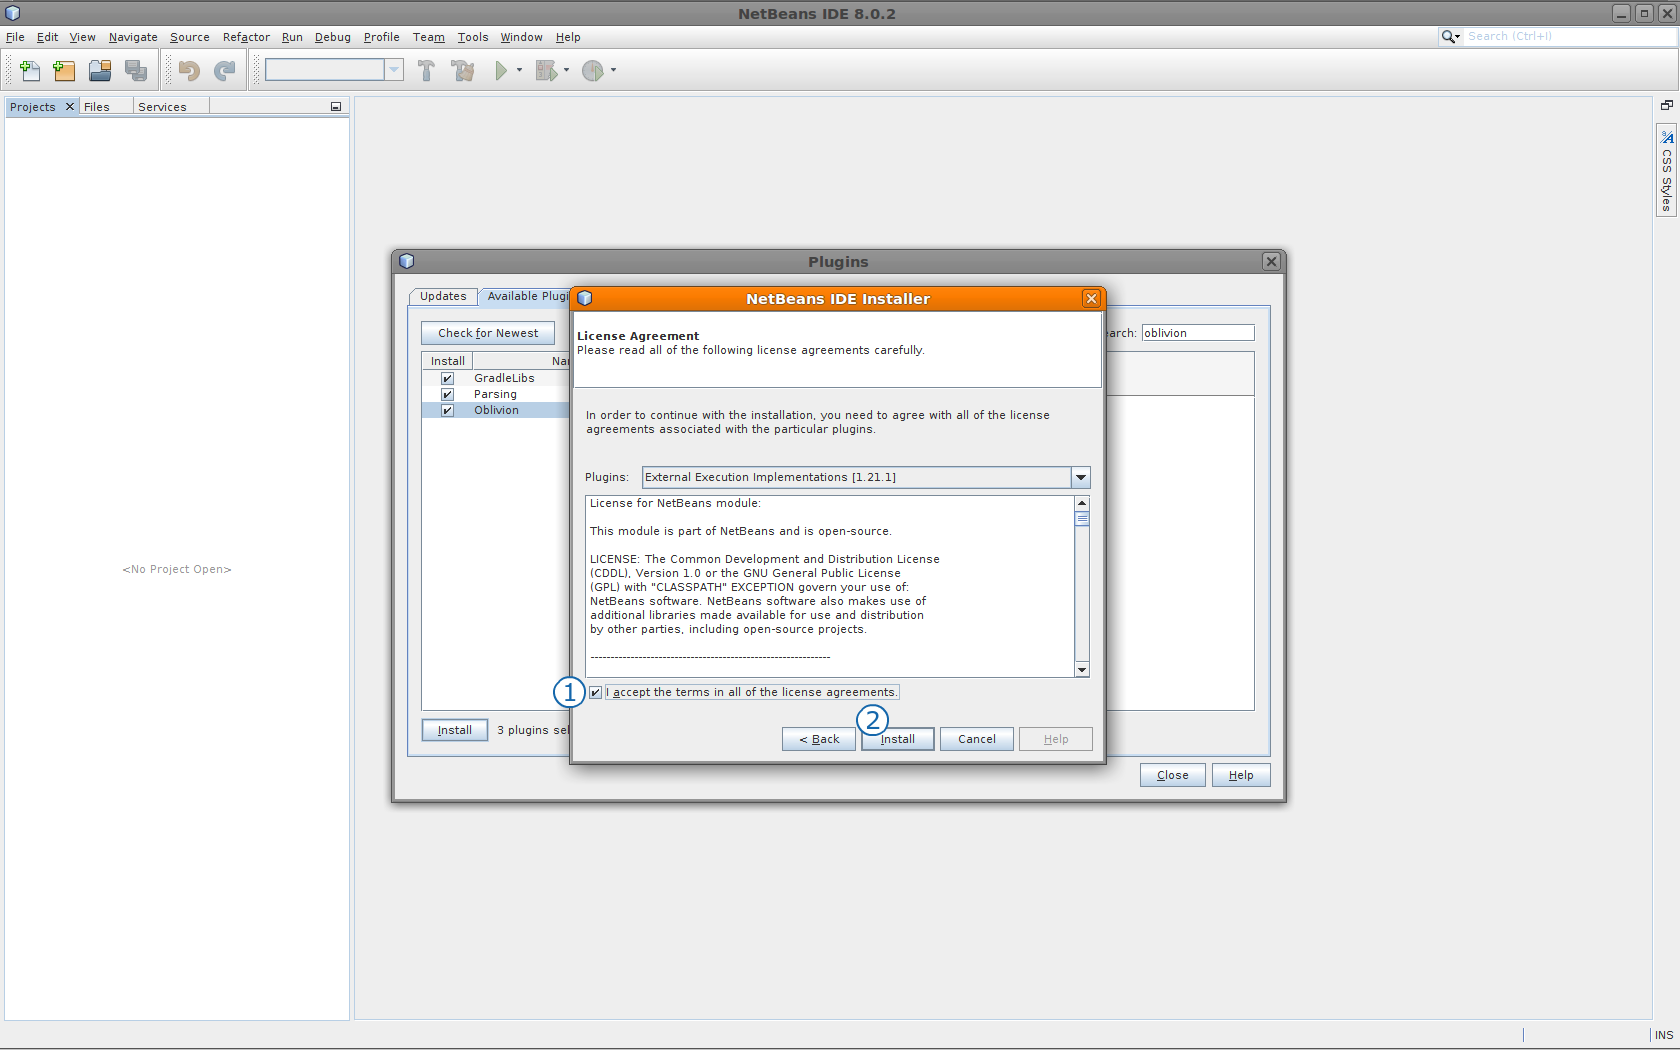 NetBeans IDE 8.0.2
File Edit View Navigate Source Refactor Run Debug Profile Team Tools Window Help
Search (Ctrl+I)
Projects Files Services
<No Project Open>
CSS Styles
Plugins
Updates Available Plugi
Check for Newest
arch: oblivion
Install Na
GradleLibs
Parsing
Oblivion
Install 3 plugins sel
Close Help
NetBeans IDE Installer
License Agreement
Please read all of the following license agreements carefully.
In order to continue with the installation, you need to agree with all of the license
agreements associated with the particular plugins.
Plugins: External Execution Implementations [1.21.1]
License for NetBeans module:
This module is part of NetBeans and is open-source.
LICENSE: The Common Development and Distribution License
(CDDL), Version 1.0 or the GNU General Public License
(GPL) with "CLASSPATH" EXCEPTION govern your use of:
NetBeans software. NetBeans software also makes use of
additional libraries made available for use and distribution
by other parties, including open-source projects.
------------------------------------------------------------
1 I accept the terms in all of the license agreements.
2
< Back Install Cancel Help
INS